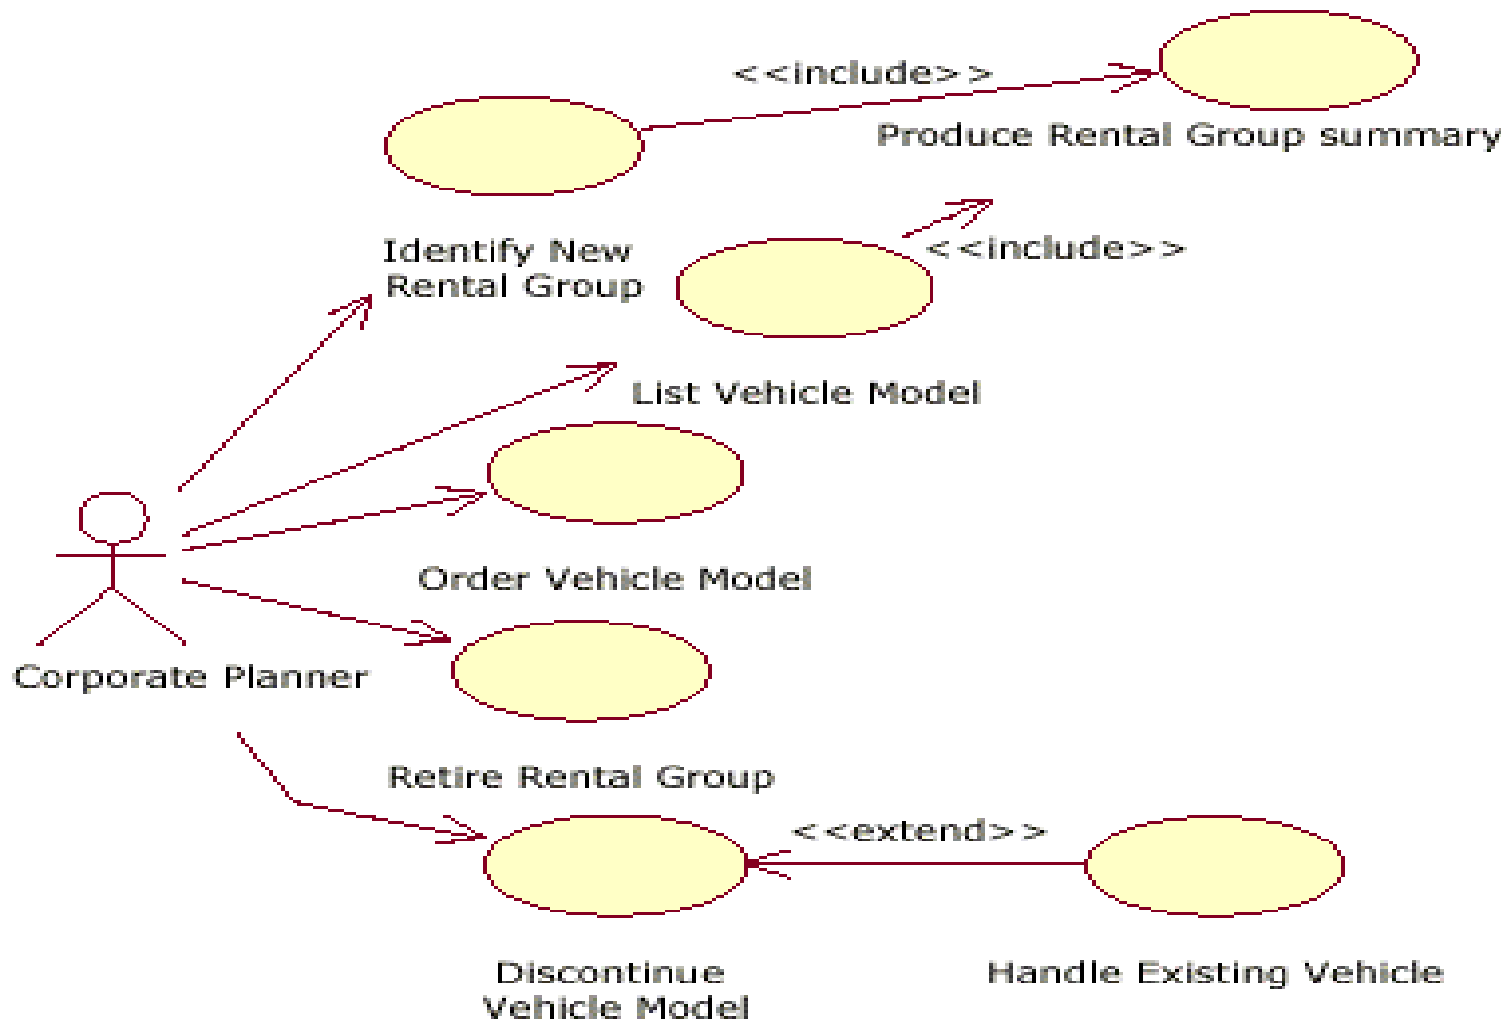 <<include>>
Produce Rental Group summary
Identify New
Rental Group
<<include>>
List Vehicle Model
Order Vehicle Model
Corporate Planner
Retire Rental Group
<<extend>>
Discontinue
Vehicle Model
Handle Existing Vehicle